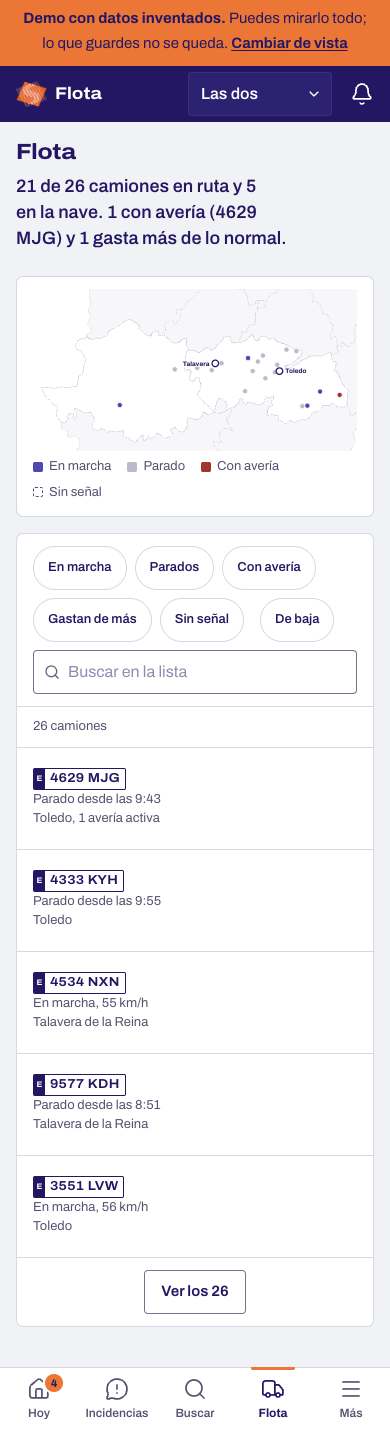 Demo con datos inventados. Puedes mirarlo todo;
lo que guardes no se queda. Cambiar de vista
Flota
Las dos
Flota
21 de 26 camiones en ruta y 5
en la nave. 1 con avería (4629
MJG) y 1 gasta más de lo normal.
Talavera
Toledo
En marcha
Parado
Con avería
Sin señal
En marcha
Parados
Con avería
Gastan de más
Sin señal
De baja
Buscar en la lista
26 camiones
E 4629 MJG
Parado desde las 9:43
Toledo, 1 avería activa
E 4333 KYH
Parado desde las 9:55
Toledo
E 4534 NXN
En marcha, 55 km/h
Talavera de la Reina
E 9577 KDH
Parado desde las 8:51
Talavera de la Reina
E 3551 LVW
En marcha, 56 km/h
Toledo
Ver los 26
4
Hoy
Incidencias
Buscar
Flota
Más